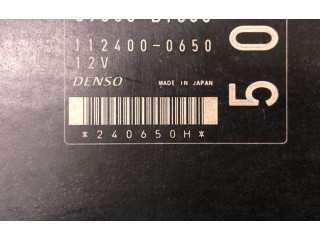 112400-0650
12V
DENSO MADE IN JAPAN
*240650H*
50